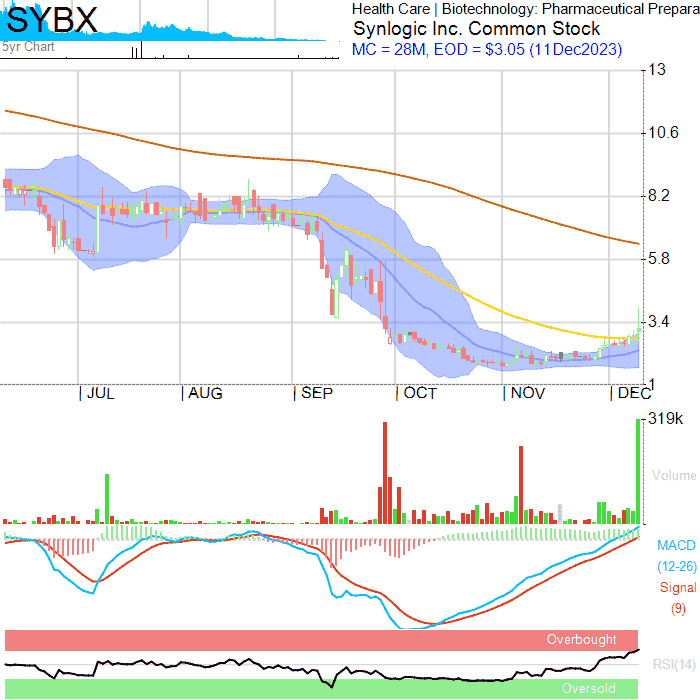 SYBX
5yr Chart
Health Care | Biotechnology: Pharmaceutical Prepara
Synlogic Inc. Common Stock
MC = 28M, EOD = $3.05 (11Dec2023)
13
10.6
8.2
5.8
3.4
1
JUL
AUG
SEP
OCT
NOV
DEC
319k
Volume
MACD
(12-26)
Signal
(9)
Overbought
RSI(14)
Oversold